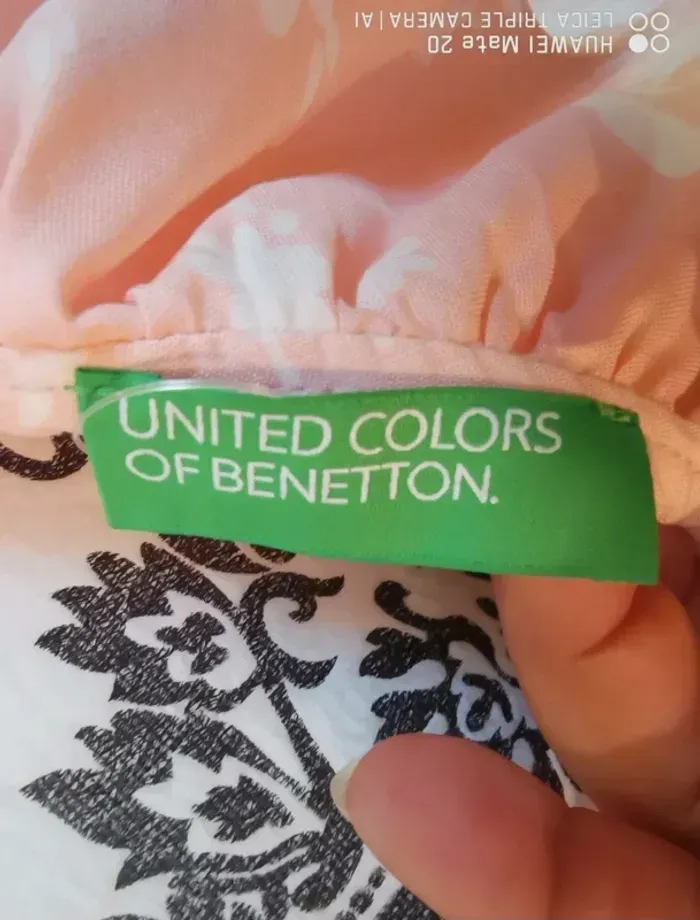 HUAWEI Mate 20
LEICA TRIPLE CAMERA | AI
UNITED COLORS
OF BENETTON.